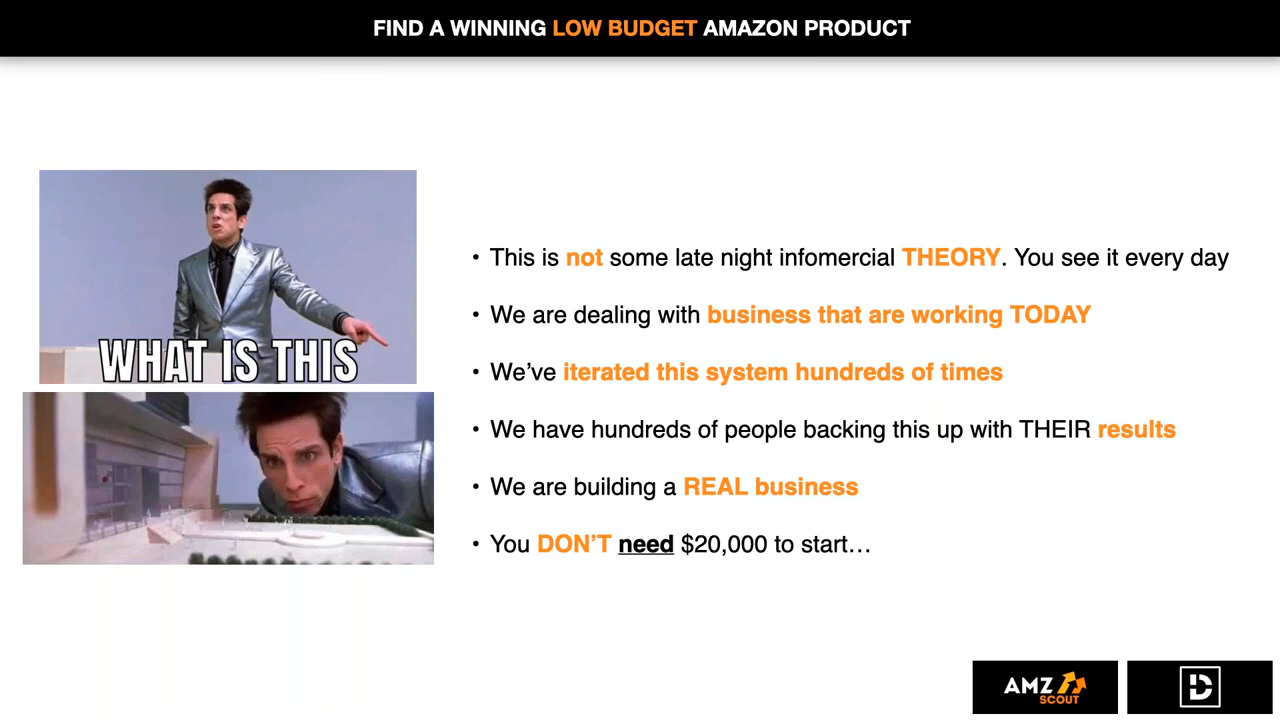 FIND A WINNING LOW BUDGET AMAZON PRODUCT
WHAT IS THIS
• This is not some late night infomercial THEORY. You see it every day
• We are dealing with business that are working TODAY
• We’ve iterated this system hundreds of times
• We have hundreds of people backing this up with THEIR results
• We are building a REAL business
• You DON’T need $20,000 to start…
AMZ
SCOUT